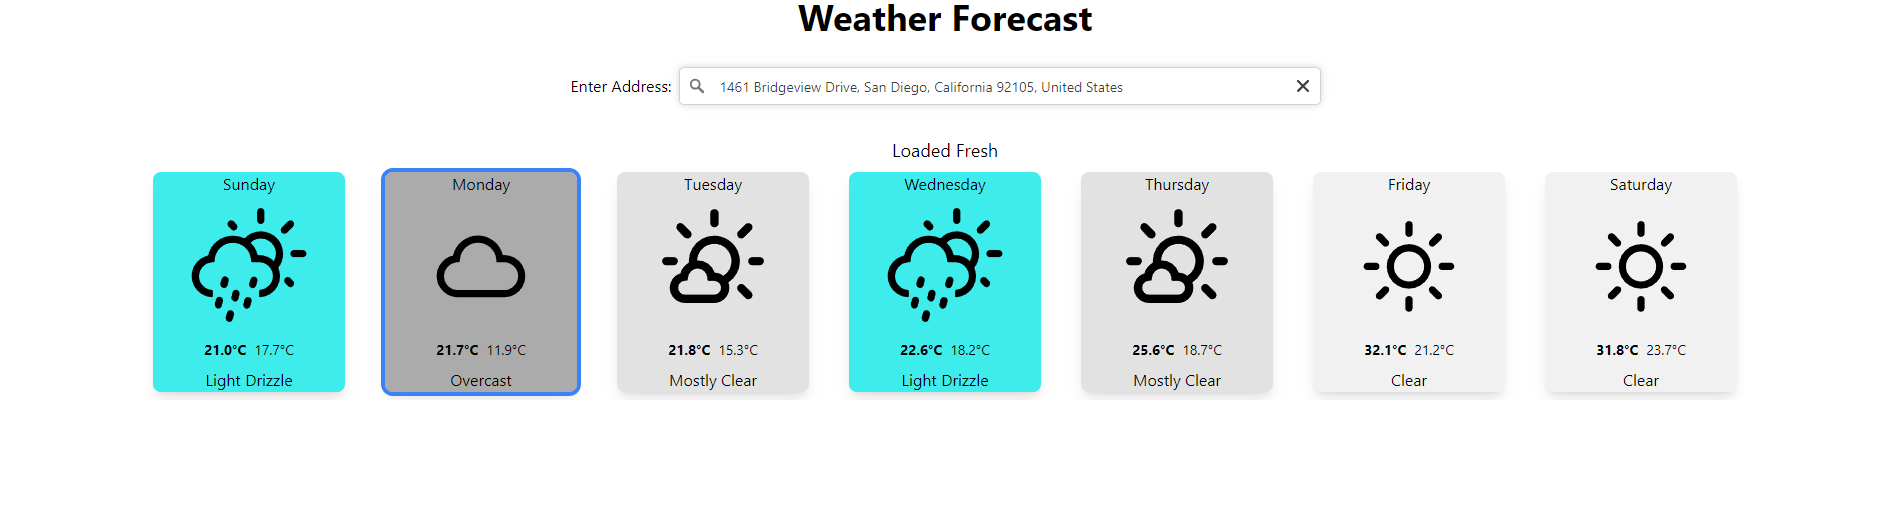 Weather Forecast
Enter Address: 1461 Bridgeview Drive, San Diego, California 92105, United States
Loaded Fresh
Sunday
21.0°C 17.7°C
Light Drizzle
Monday
21.7°C 11.9°C
Overcast
Tuesday
21.8°C 15.3°C
Mostly Clear
Wednesday
22.6°C 18.2°C
Light Drizzle
Thursday
25.6°C 18.7°C
Mostly Clear
Friday
32.1°C 21.2°C
Clear
Saturday
31.8°C 23.7°C
Clear